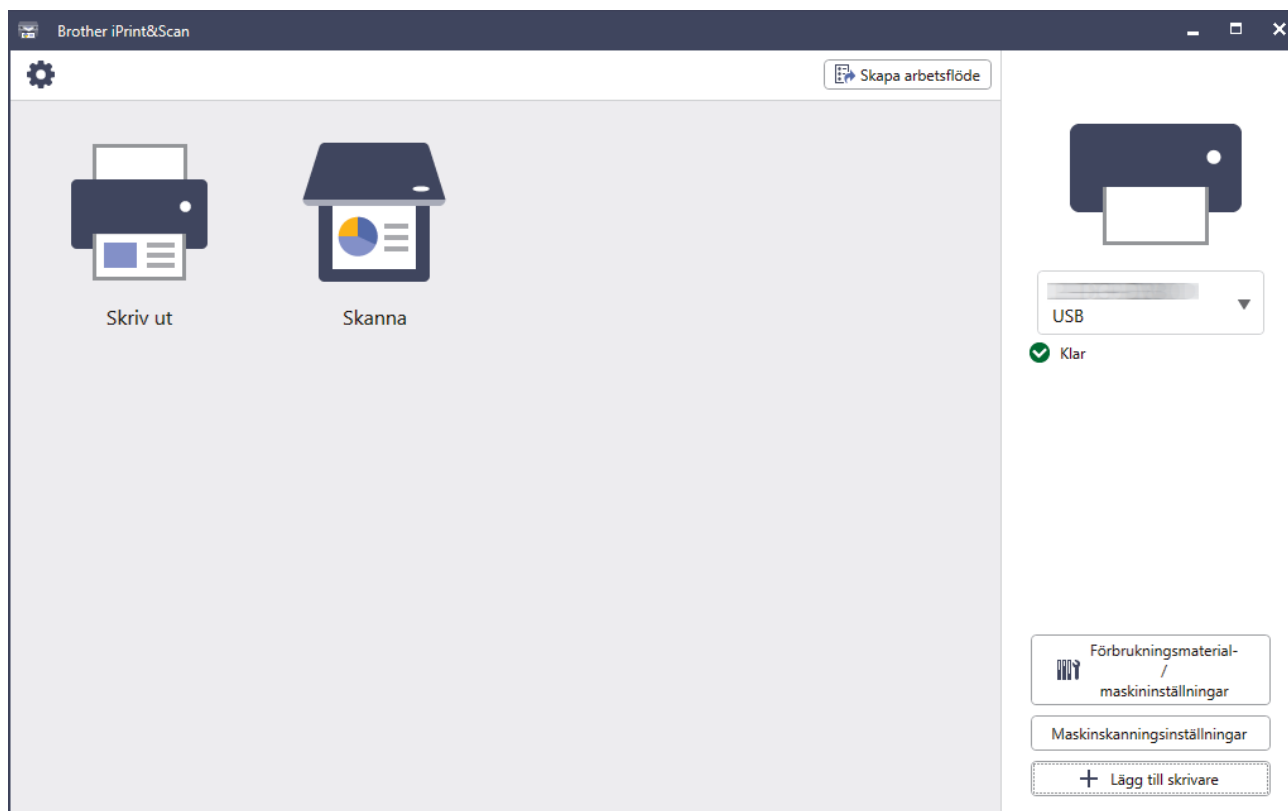 Brother iPrint&Scan
Skapa arbetsflöde
Skriv ut
Skanna
USB
Klar
Förbrukningsmaterial-
/
maskininställningar
Maskinskanningsinställningar
Lägg till skrivare